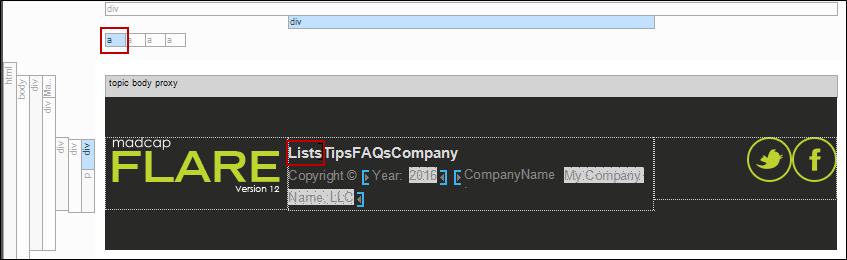 div
div
a a a a
html
body
div
div
Ma...
div
div
div
p
topic body proxy
madcap
FLARE
Version 12
ListsTipsFAQsCompany
Copyright © Year: 2016 CompanyName My Company
Name, LLC
.
f